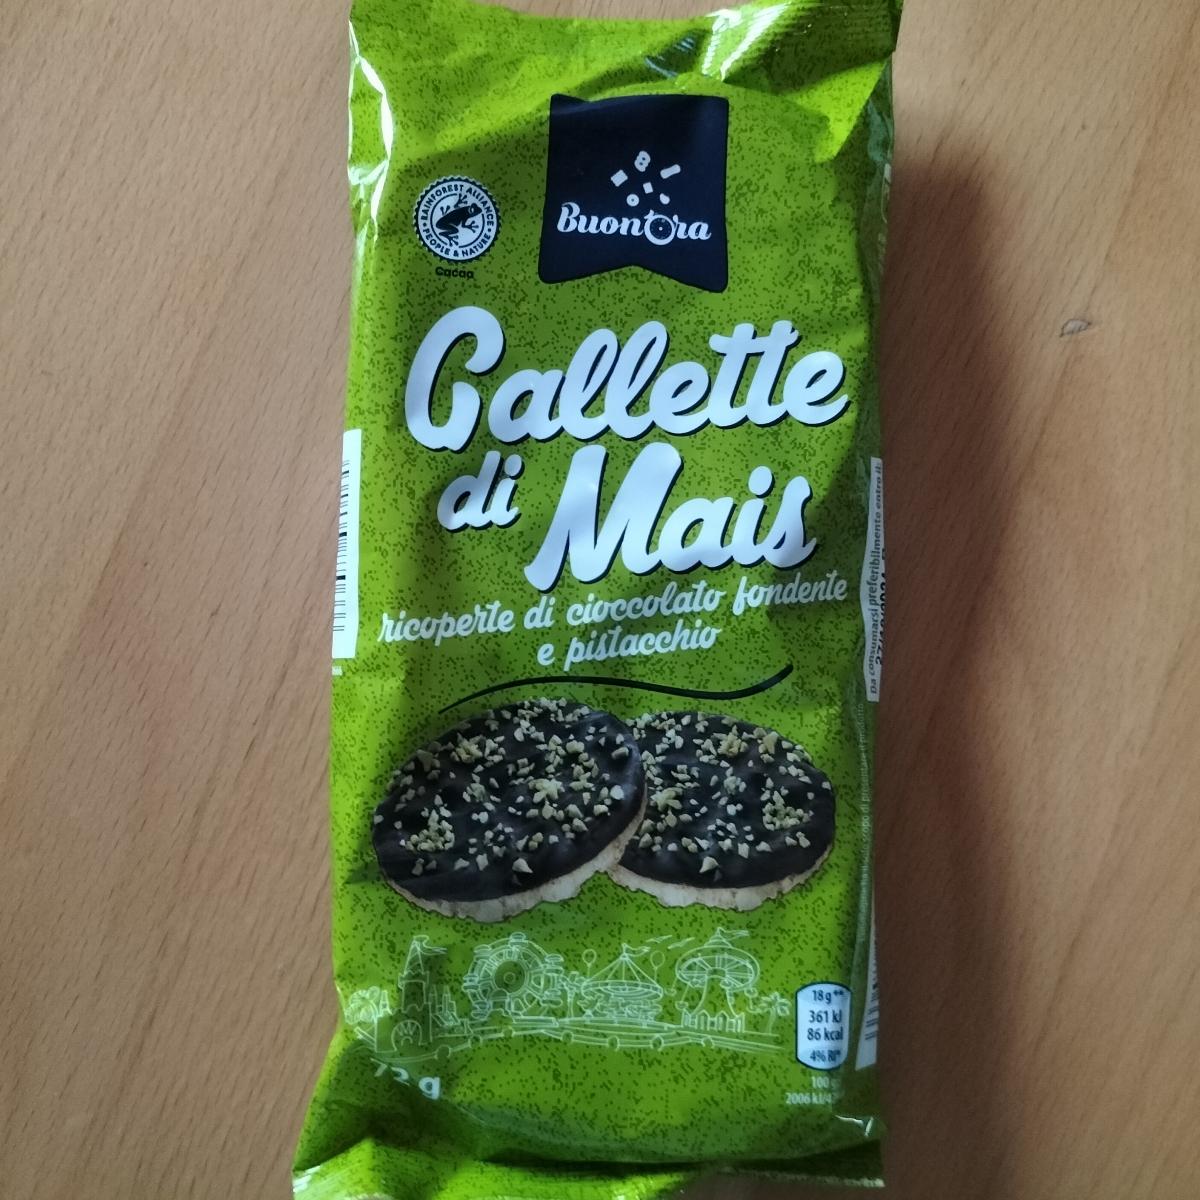 RAINFOREST ALLIANCE
PEOPLE & NATURE
Cacao
BuonOra
Gallette
di
Mais
ricoperte di cioccolato fondente
e pistacchio
Da consumarsi preferibilmente entro il:
18g**
361 kJ
86 kcal
4% RI*
100 g
2006 kJ/
g